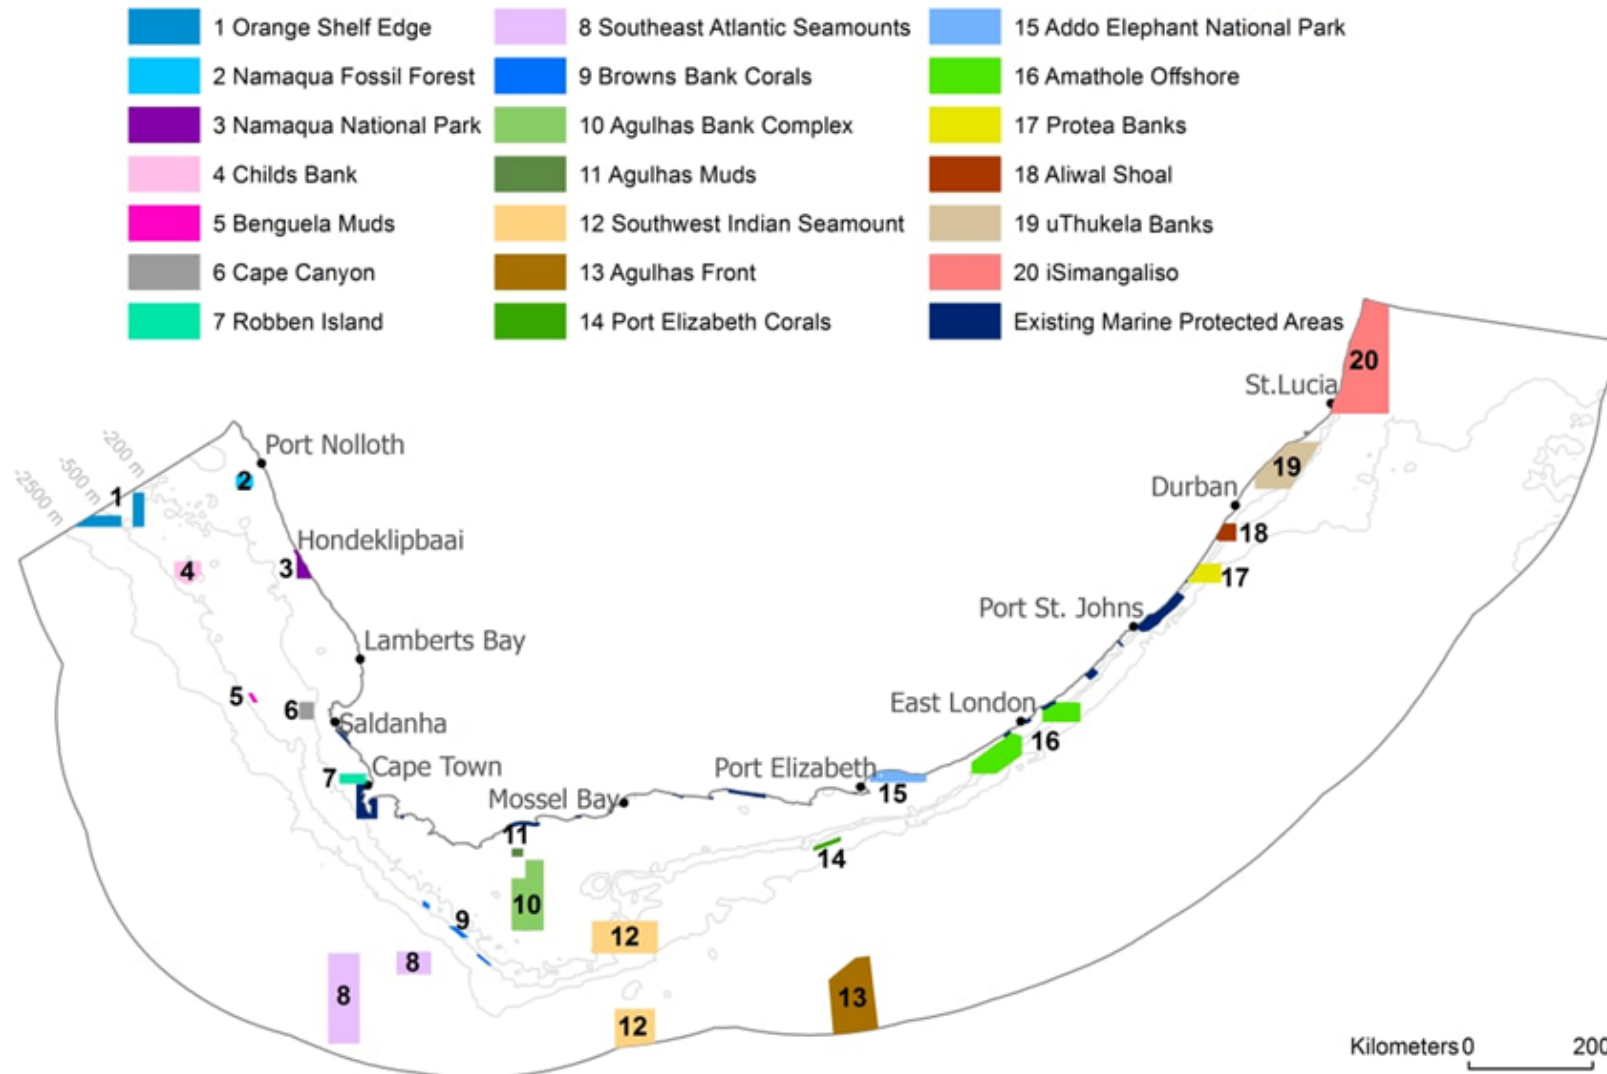 1 Orange Shelf Edge
2 Namaqua Fossil Forest
3 Namaqua National Park
4 Childs Bank
5 Benguela Muds
6 Cape Canyon
7 Robben Island
8 Southeast Atlantic Seamounts
9 Browns Bank Corals
10 Agulhas Bank Complex
11 Agulhas Muds
12 Southwest Indian Seamount
13 Agulhas Front
14 Port Elizabeth Corals
15 Addo Elephant National Park
16 Amathole Offshore
17 Protea Banks
18 Aliwal Shoal
19 uThukela Banks
20 iSimangaliso
Existing Marine Protected Areas
20
St.Lucia
-200 m
-500 m
-2500 m
Port Nolloth
2
1
19
Durban
18
Hondeklipbaai
3
4
17
Port St. Johns
Lamberts Bay
5
6
Saldanha
East London
16
7
Cape Town
Port Elizabeth
15
Mossel Bay
11
14
10
9
12
8
8
13
12
Kilometers 0 200